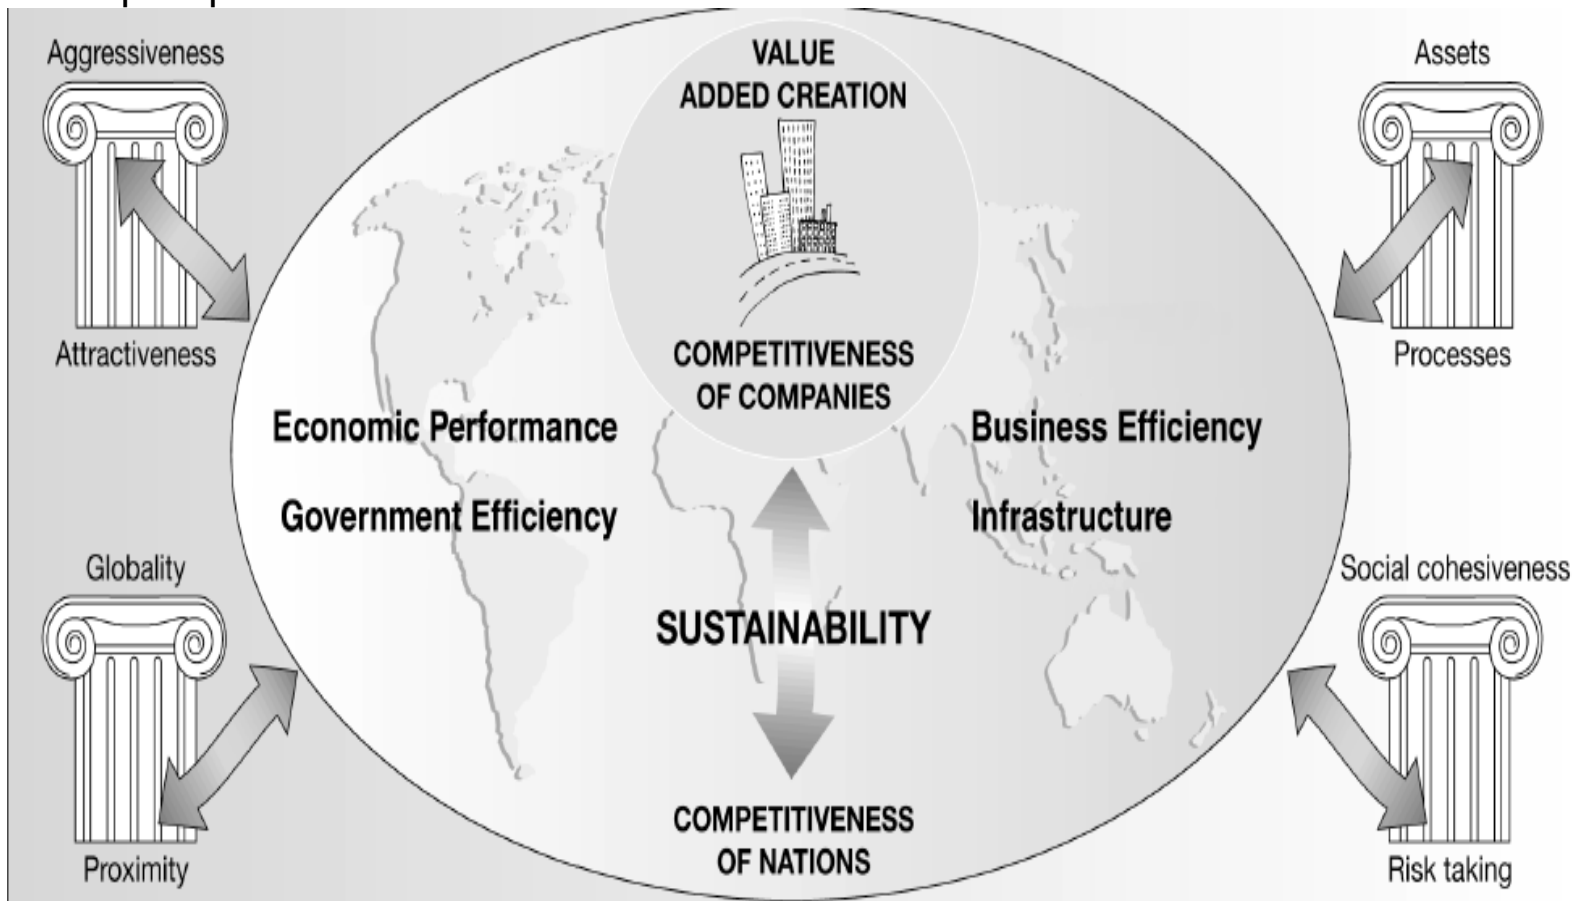 Aggressiveness
Attractiveness
VALUE
ADDED CREATION
COMPETITIVENESS
OF COMPANIES
Assets
Processes
Economic Performance
Government Efficiency
Business Efficiency
Infrastructure
SUSTAINABILITY
COMPETITIVENESS
OF NATIONS
Globality
Proximity
Social cohesiveness
Risk taking